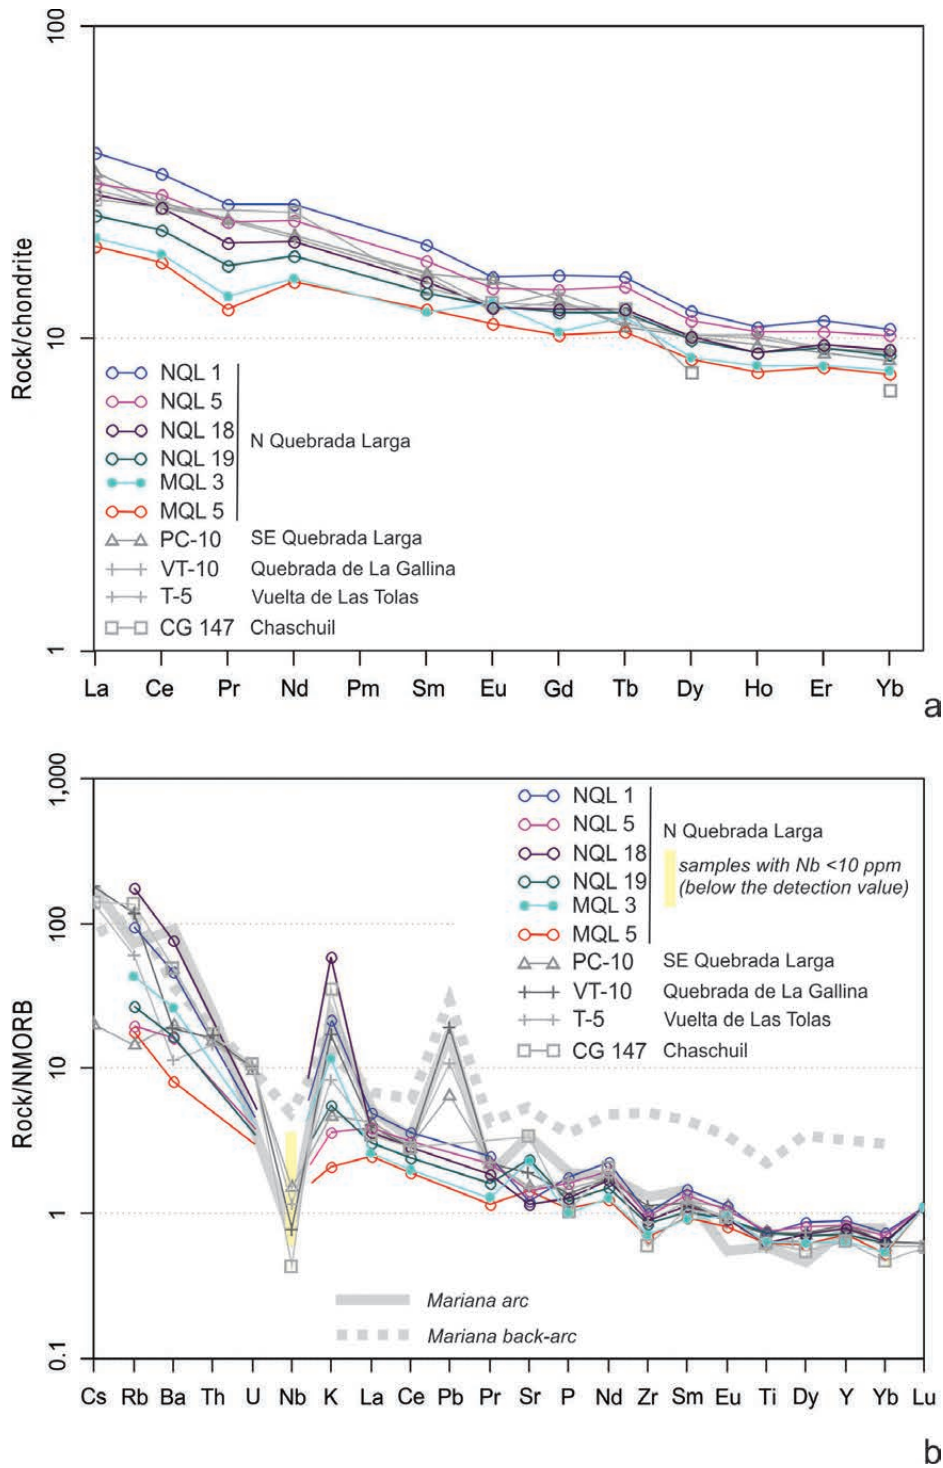 100
10
1
Rock/chondrite
NQL 1
NQL 5
NQL 18
NQL 19
MQL 3
MQL 5
N Quebrada Larga
PC-10 SE Quebrada Larga
VT-10 Quebrada de La Gallina
T-5 Vuelta de Las Tolas
CG 147 Chaschuil
La Ce Pr Nd Pm Sm Eu Gd Tb Dy Ho Er Yb
a
1,000
100
10
1
0.1
Rock/NMORB
NQL 1
NQL 5
NQL 18
NQL 19
MQL 3
MQL 5
N Quebrada Larga
samples with Nb <10 ppm
(below the detection value)
PC-10 SE Quebrada Larga
VT-10 Quebrada de La Gallina
T-5 Vuelta de Las Tolas
CG 147 Chaschuil
Mariana arc
Mariana back-arc
Cs Rb Ba Th U Nb K La Ce Pb Pr Sr P Nd Zr Sm Eu Ti Dy Y Yb Lu
b